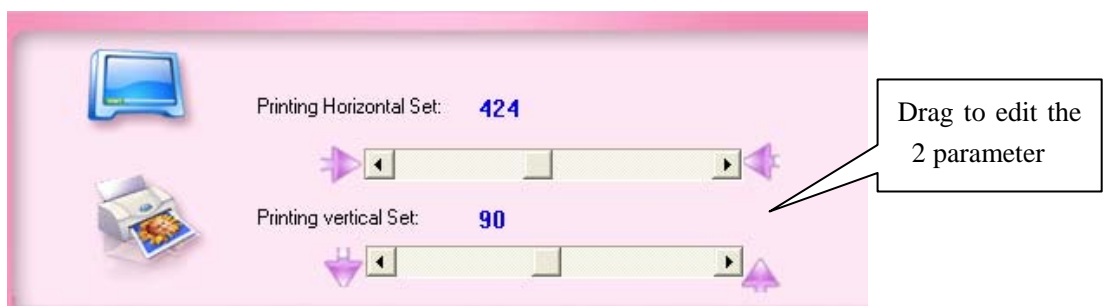 Printing Horizontal Set: 424
Drag to edit the
2 parameter
Printing vertical Set: 90